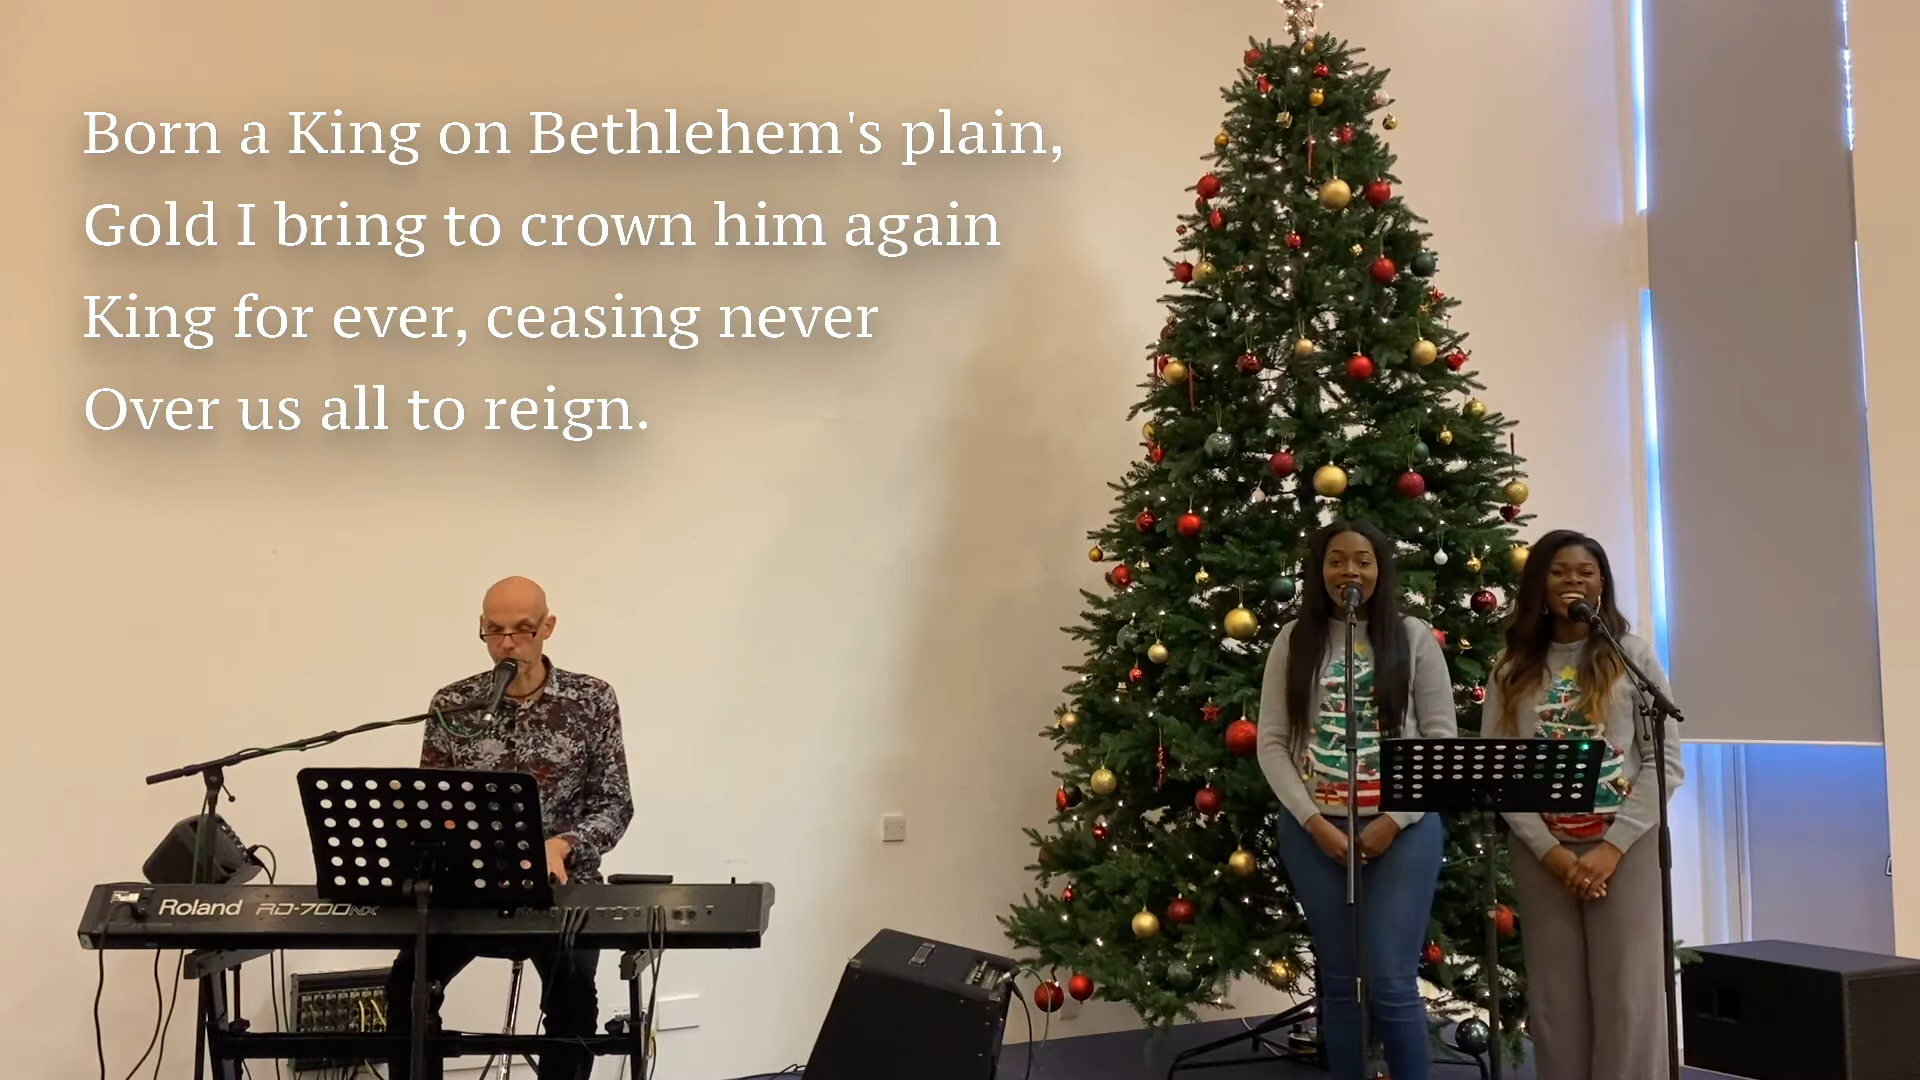 Born a King on Bethlehem's plain,
Gold I bring to crown him again
King for ever, ceasing never
Over us all to reign.
Roland RD-700NX